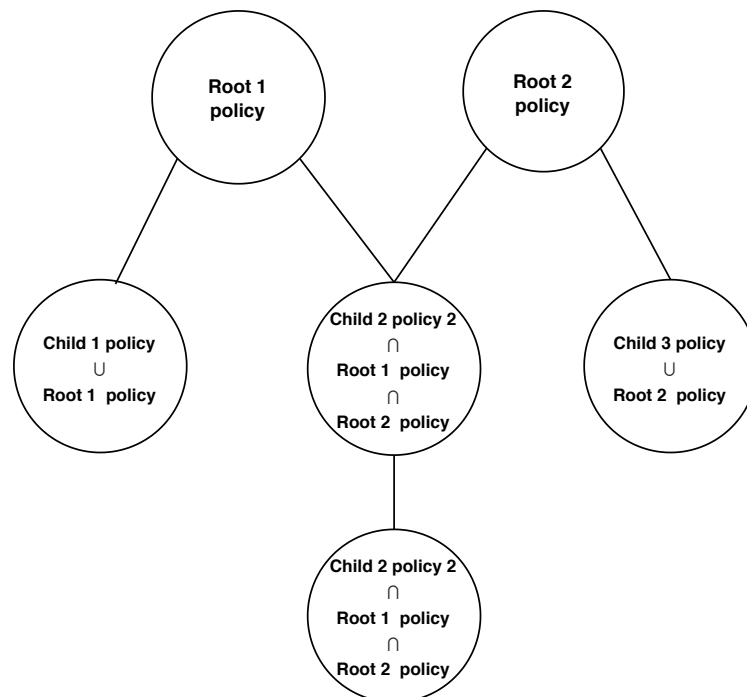 Root 1
policy
Root 2
policy
Child 1 policy
∪
Root 1 policy
Child 2 policy 2
∩
Root 1 policy
∩
Root 2 policy
Child 3 policy
∪
Root 2 policy
Child 2 policy 2
∩
Root 1 policy
∩
Root 2 policy